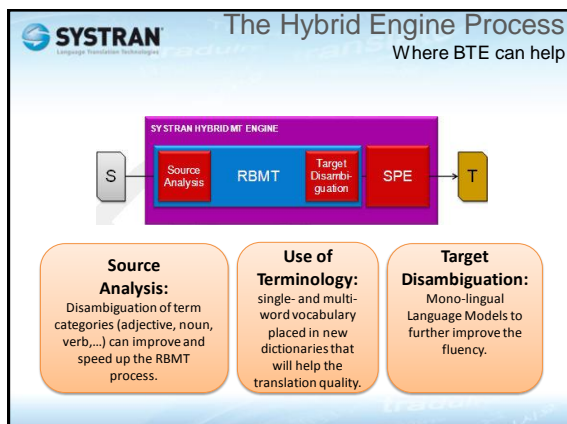 SYSTRAN
Language Translation Technologies
The Hybrid Engine Process
Where BTE can help
SYSTRAN HYBRID MT ENGINE
S
Source
Analysis
RBMT
Target
Disambi-
guation
SPE
T
Source
Analysis:
Disambiguation of term
categories (adjective, noun,
verb,...) can improve and
speed up the RBMT
process.
Use of
Terminology:
single- and multi-
word vocabulary
placed in new
dictionaries that
will help the
translation quality.
Target
Disambiguation:
Mono-lingual
Language Models to
further improve the
fluency.